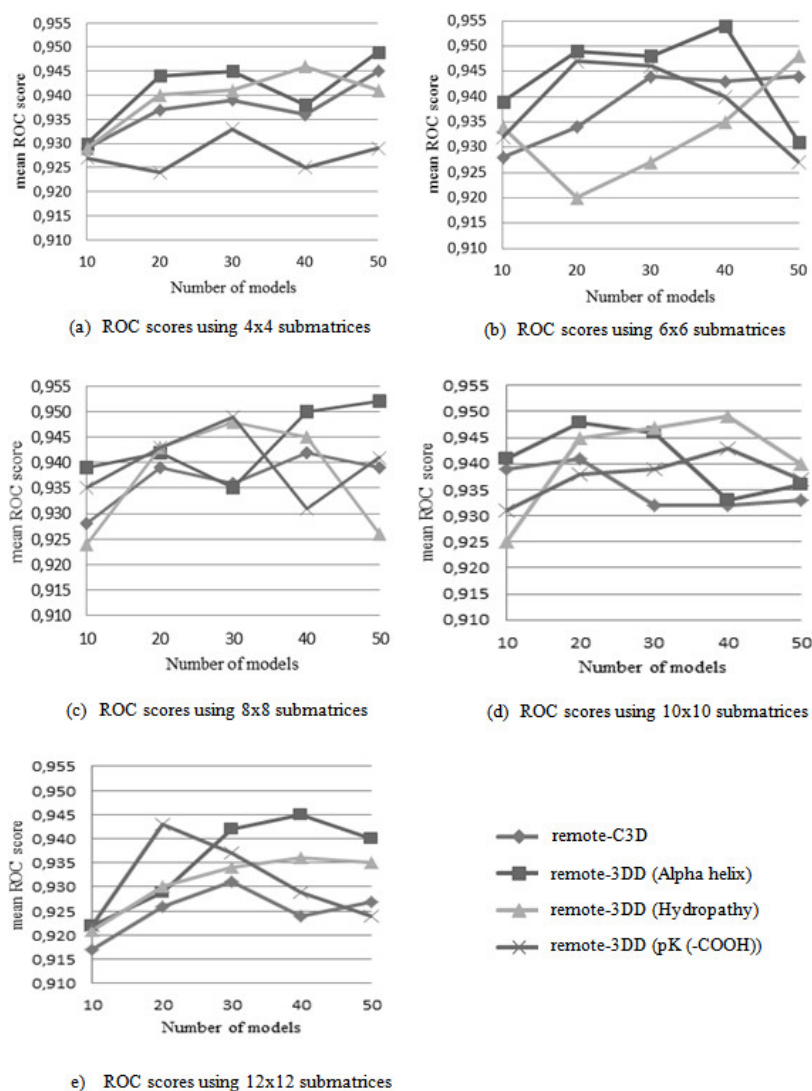 0,955
0,950
0,945
0,940
0,935
0,930
0,925
0,920
0,915
0,910
mean ROC score
10 20 30 40 50
Number of models
(a) ROC scores using 4x4 submatrices
0,955
0,950
0,945
0,940
0,935
0,930
0,925
0,920
0,915
0,910
mean ROC score
10 20 30 40 50
Number of models
(b) ROC scores using 6x6 submatrices
0,955
0,950
0,945
0,940
0,935
0,930
0,925
0,920
0,915
0,910
mean ROC score
10 20 30 40 50
Number of models
(c) ROC scores using 8x8 submatrices
0,955
0,950
0,945
0,940
0,935
0,930
0,925
0,920
0,915
0,910
mean ROC score
10 20 30 40 50
Number of models
(d) ROC scores using 10x10 submatrices
0,955
0,950
0,945
0,940
0,935
0,930
0,925
0,920
0,915
0,910
mean ROC score
10 20 30 40 50
Number of models
e) ROC scores using 12x12 submatrices
remote-C3D
remote-3DD (Alpha helix)
remote-3DD (Hydropathy)
remote-3DD (pK (-COOH))